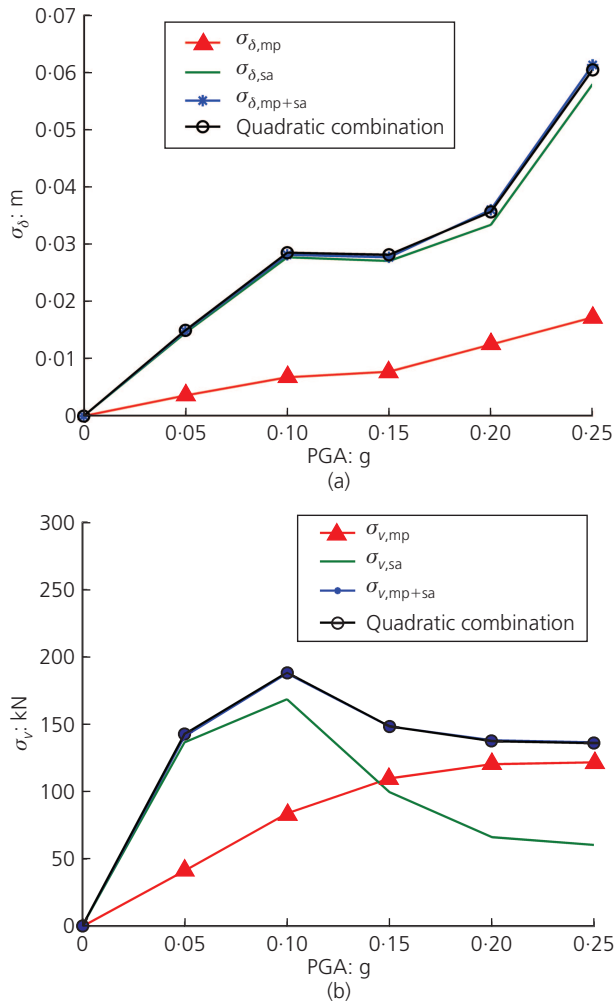 0·07
0·06
0·05
0·04
0·03
0·02
0·01
0
σδ: m
σδ,mp
σδ,sa
σδ,mp+sa
Quadratic combination
0 0·05 0·10 0·15 0·20 0·25
PGA: g
(a)
300
250
200
150
100
50
0
σv: kN
σv,mp
σv,sa
σv,mp+sa
Quadratic combination
0 0·05 0·10 0·15 0·20 0·25
PGA: g
(b)